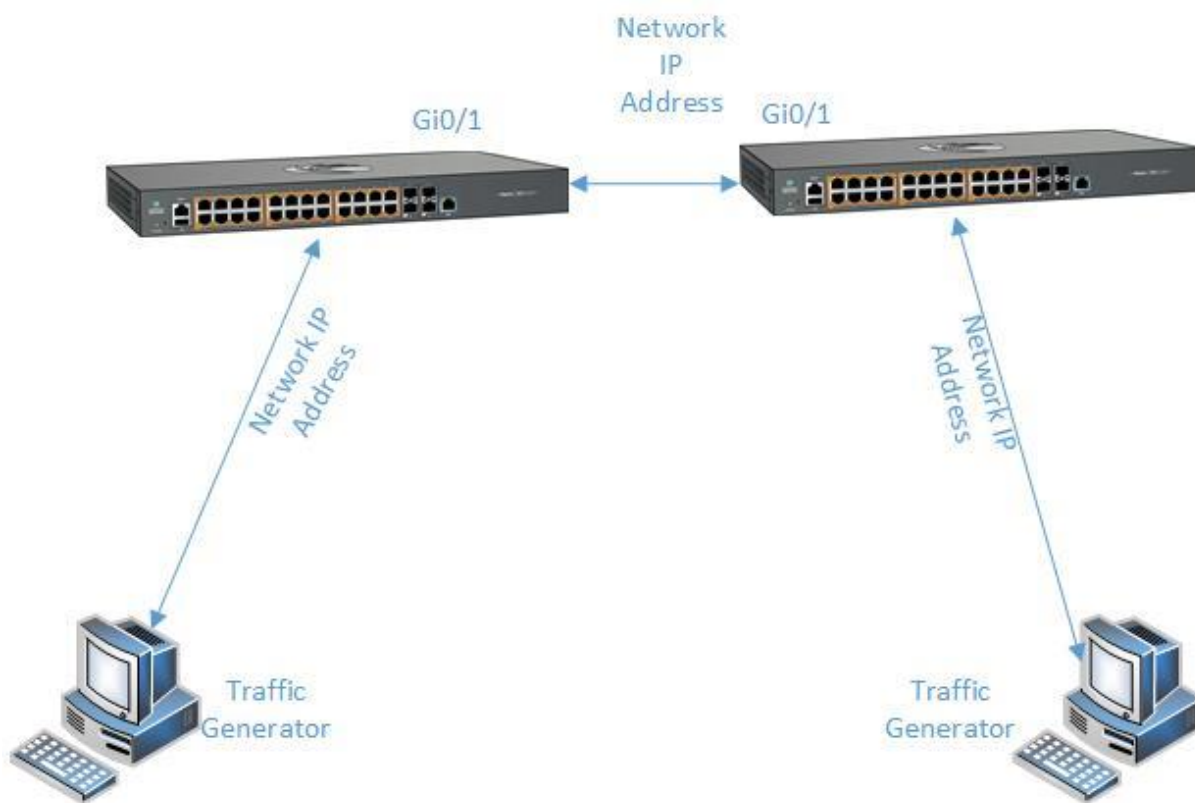 Network
IP
Address
Gi0/1
Gi0/1
Network IP
Address
Network IP
Address
Traffic
Generator
Traffic
Generator